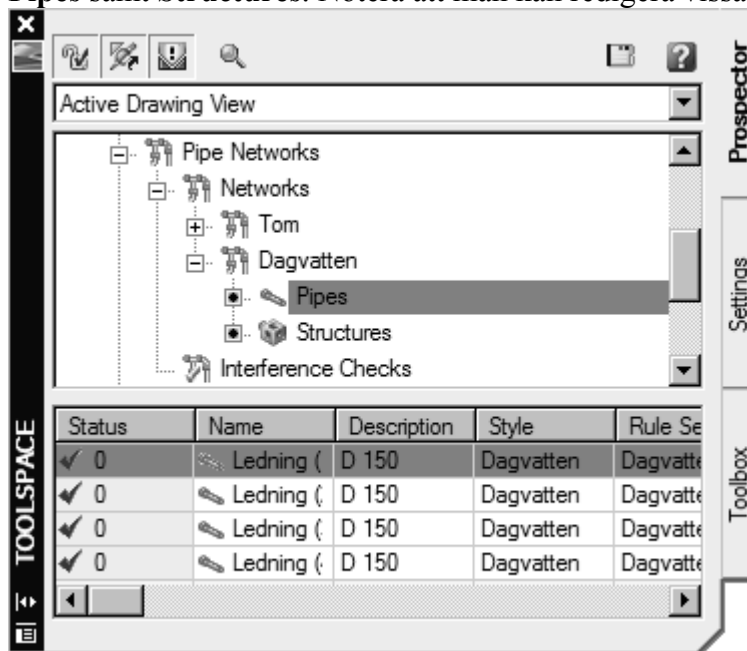 Pipes samt Structures. Notera att man kan redigera vissa
Active Drawing View
Pipe Networks
Networks
Tom
Dagvatten
Pipes
Structures
Interference Checks
Status Name Description Style Rule Se
0 Ledning ( D 150 Dagvatten Dagvatte
0 Ledning ( D 150 Dagvatten Dagvatte
0 Ledning ( D 150 Dagvatten Dagvatte
0 Ledning ( D 150 Dagvatten Dagvatte
TOOLSPACE
Prospector
Settings
Toolbox